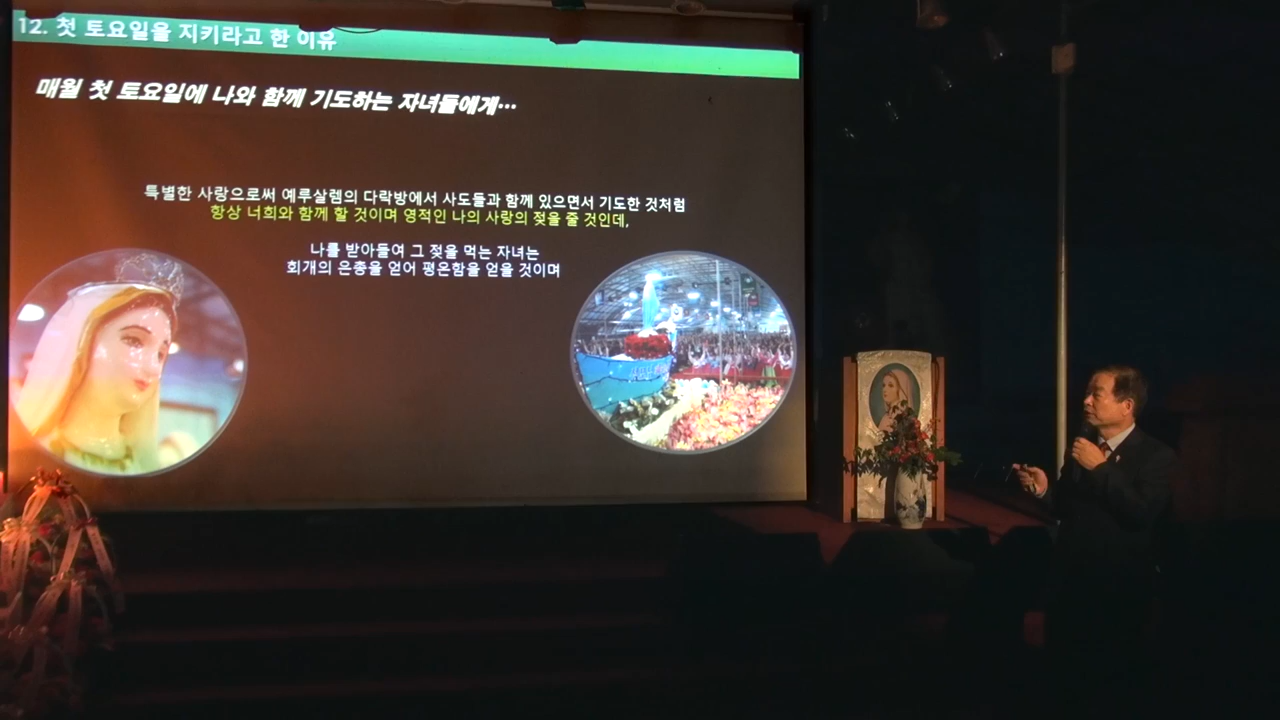 12. 첫 토요일을 지키라고 한 이유
매월 첫 토요일에 나와 함께 기도하는 자녀들에게…
특별한 사랑으로써 예루살렘의 다락방에서 사도들과 함께 있으면서 기도한 것처럼
항상 너희와 함께 할 것이며 영적인 나의 사랑의 젖을 줄 것인데,
나를 받아들여 그 젖을 먹는 자녀는
회개의 은총을 얻어 평온함을 얻을 것이며